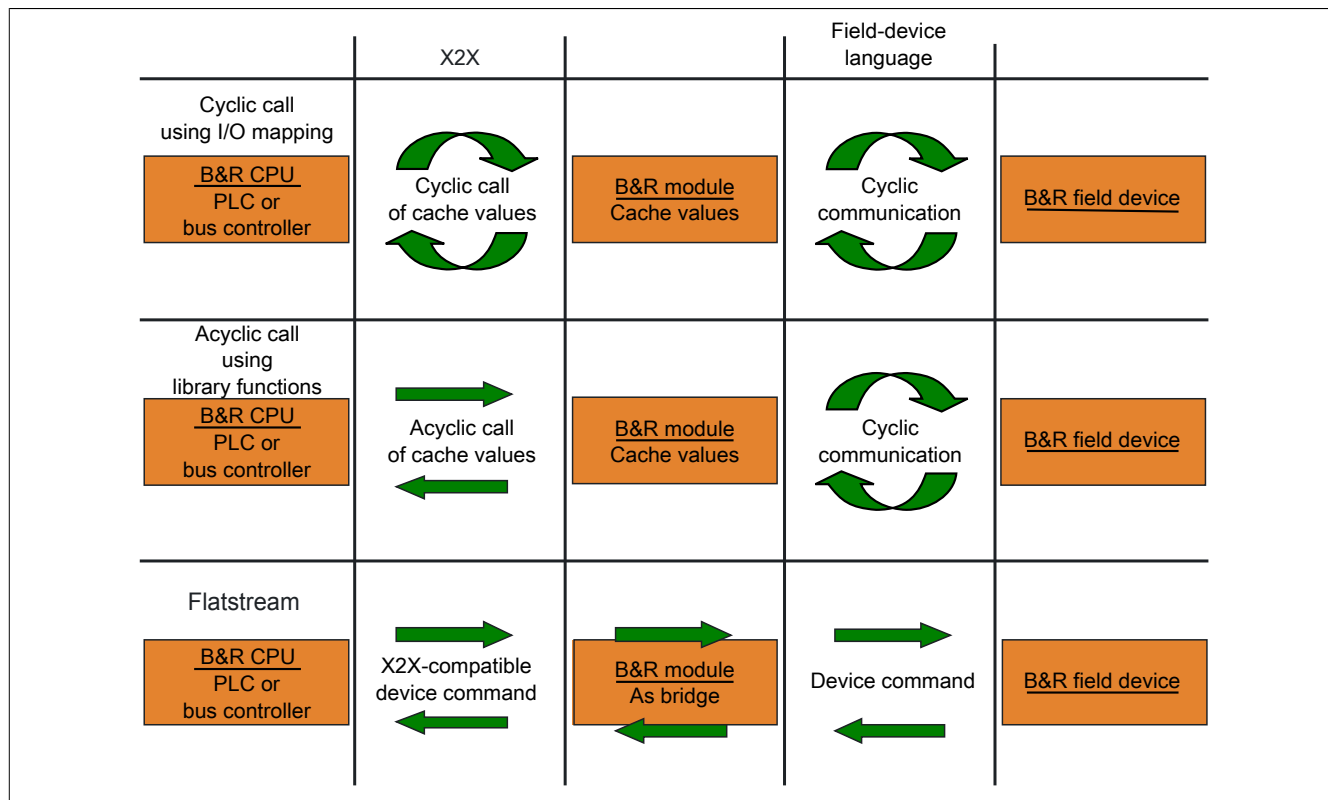 X2X
Field-device
language
Cyclic call
using I/O mapping
B&R CPU
PLC or
bus controller
Cyclic call
of cache values
B&R module
Cache values
Cyclic
communication
B&R field device
Acyclic call
using
library functions
B&R CPU
PLC or
bus controller
Acyclic call
of cache values
B&R module
Cache values
Cyclic
communication
B&R field device
Flatstream
B&R CPU
PLC or
bus controller
X2X-compatible
device command
B&R module
As bridge
Device command
B&R field device